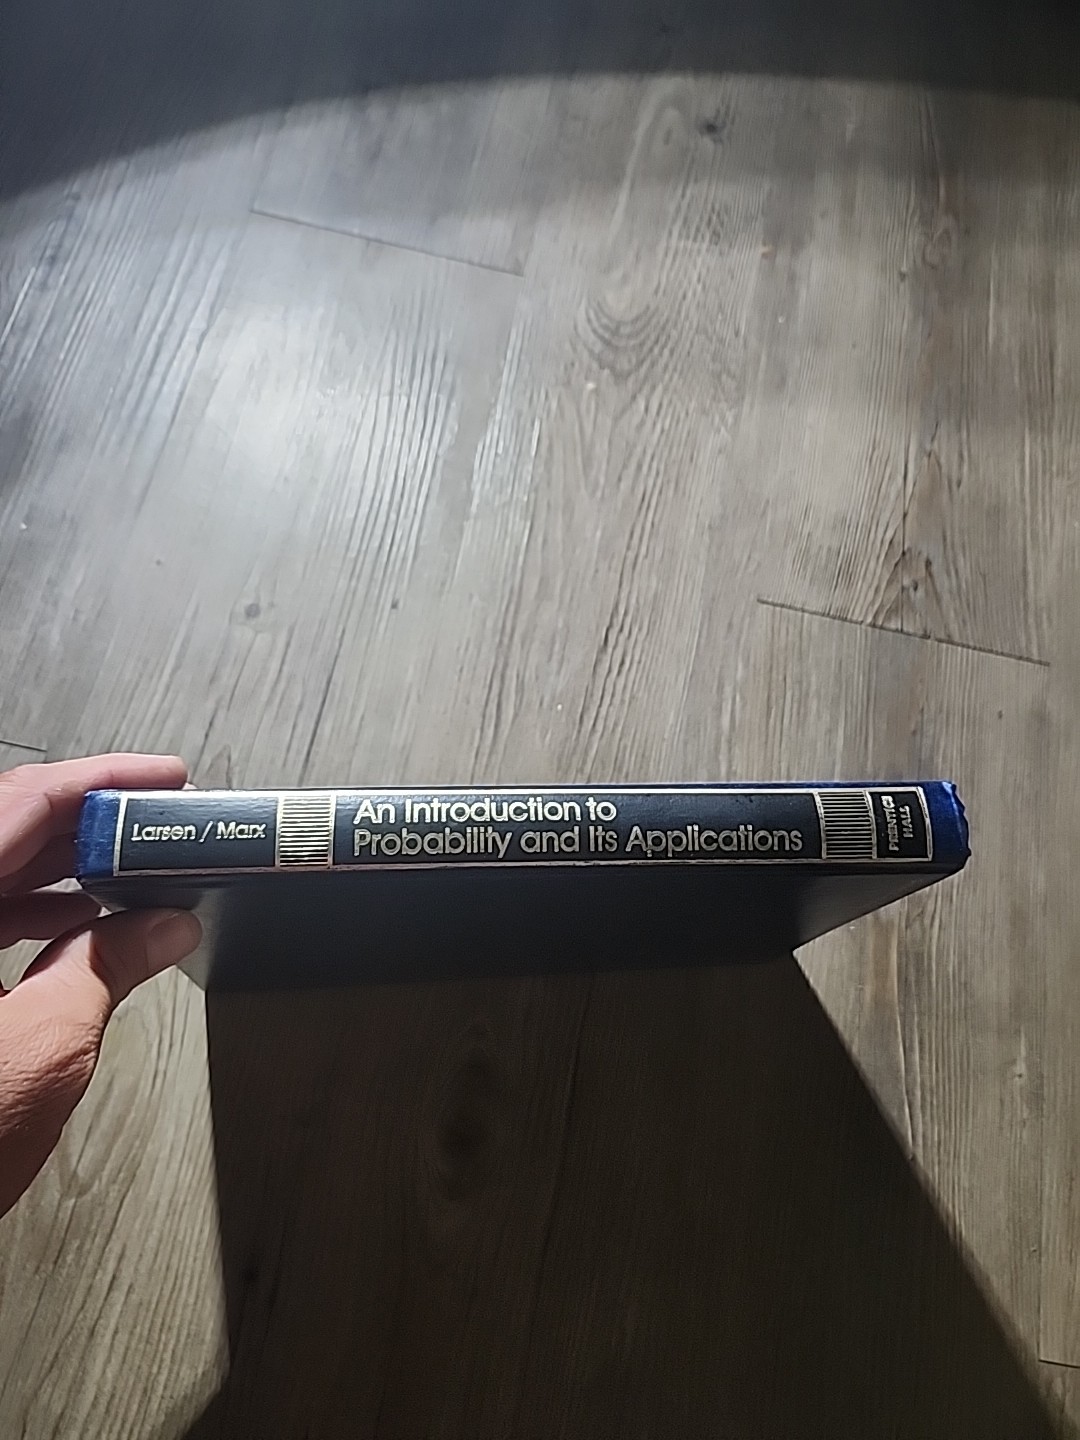 Larsen / Marx
An Introduction to
Probability and Its Applications
PRENTICE
HALL